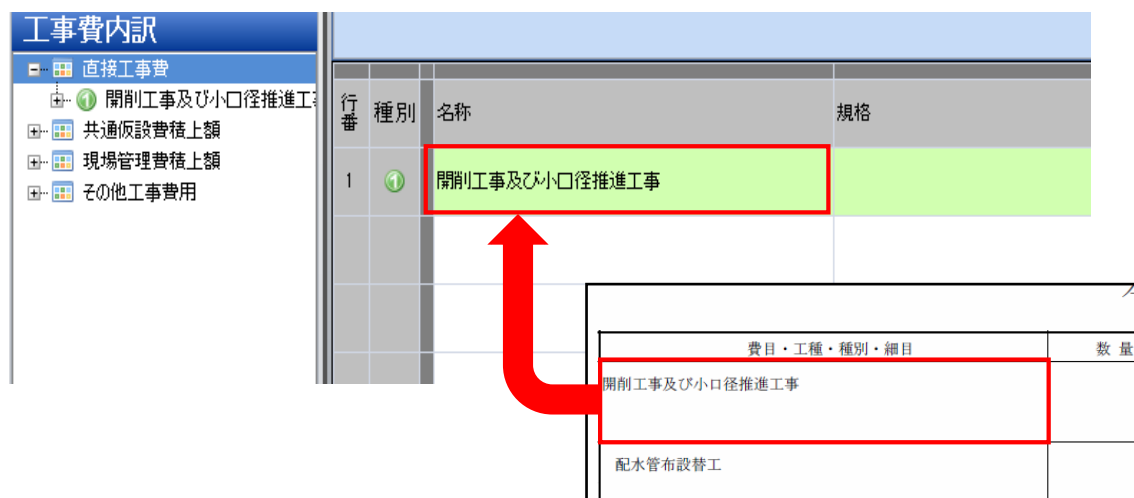 工事費内訳
直接工事費
1 開削工事及び小口径推進工
共通仮設費積上額
現場管理費積上額
その他工事費用
行番 種別 名称 規格
1 1 開削工事及び小口径推進工事
費目・工種・種別・細目 数量
開削工事及び小口径推進工事
配水管布設替工